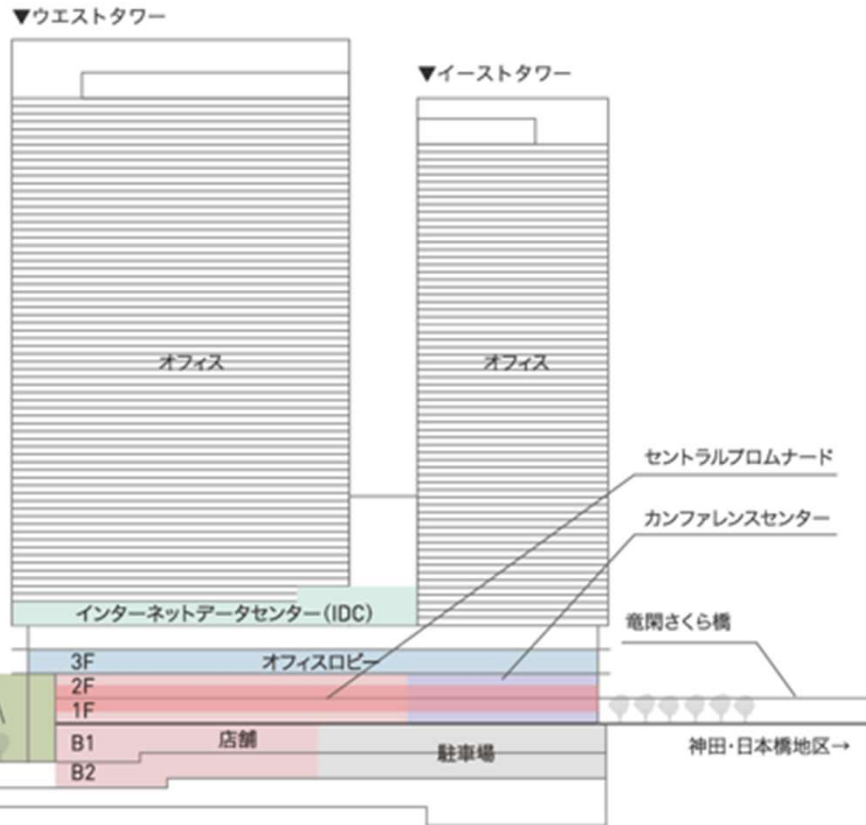 ▼ウエストタワー
▼イーストタワー
オフィス
オフィス
セントラルプロムナード
カンファレンスセンター
インターネットデータセンター(IDC)
竜閑さくら橋
3F
オフィスロビー
2F
1F
B1
店舗
駐車場
神田・日本橋地区→
B2